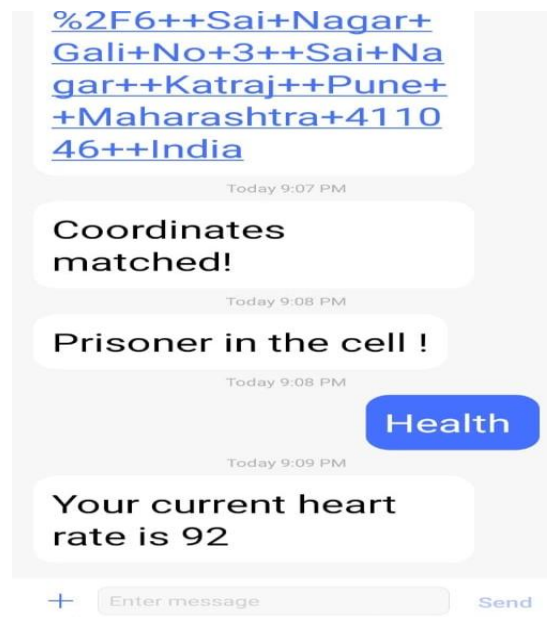 %2F6++Sai+Nagar+
Gali+No+3++Sai+Na
gar++Katraj++Pune+
+Maharashtra+4110
46++India
Today 9:07 PM
Coordinates
matched!
Today 9:08 PM
Prisoner in the cell !
Today 9:08 PM
Health
Today 9:09 PM
Your current heart
rate is 92
+ Enter message Send